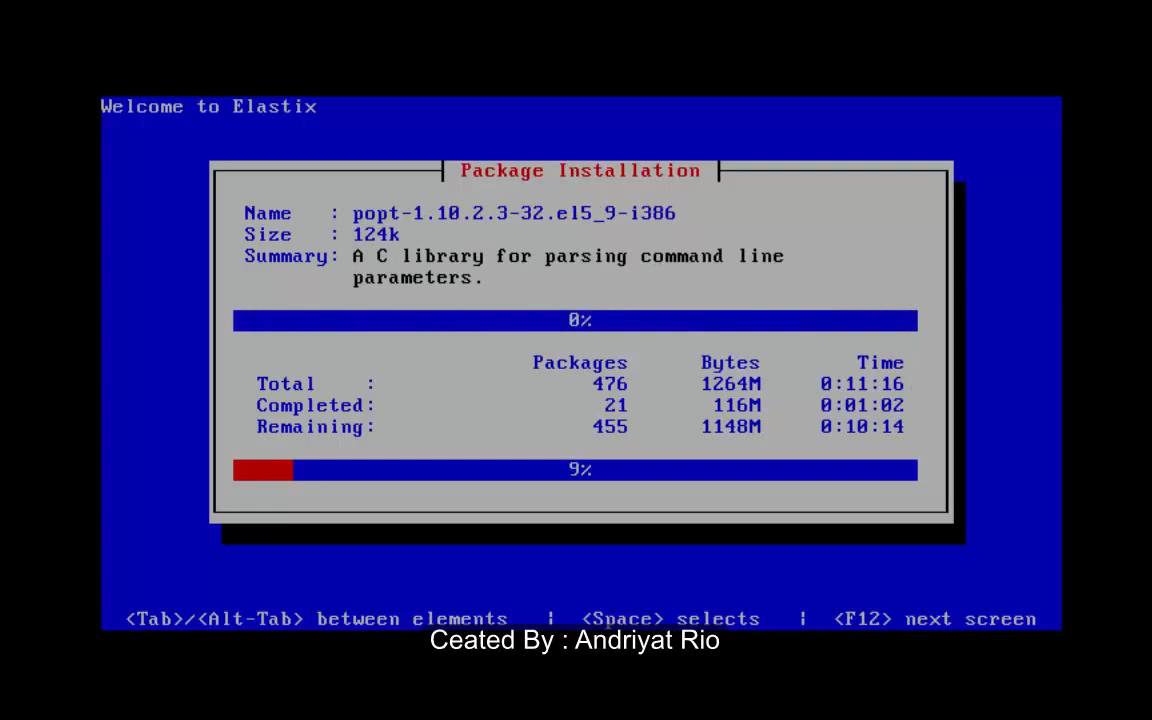 Welcome to Elastix
Package Installation
Name : popt-1.10.2.3-32.el5_9-i386
Size : 124k
Summary: A C library for parsing command line
parameters.
0%
Packages Bytes Time
Total : 476 1264M 0:11:16
Completed: 21 116M 0:01:02
Remaining: 455 1148M 0:10:14
9%
<Tab>/<Alt-Tab> between elements | <Space> selects | <F12> next screen
Ceated By : Andriyat Rio